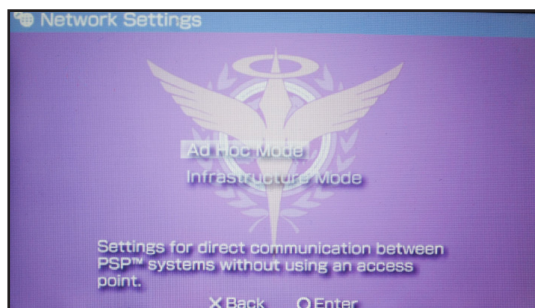 Network Settings
Ad Hoc Mode
Infrastructure Mode
Settings for direct communication between
PSP™ systems without using an access
point.
X Back O Enter